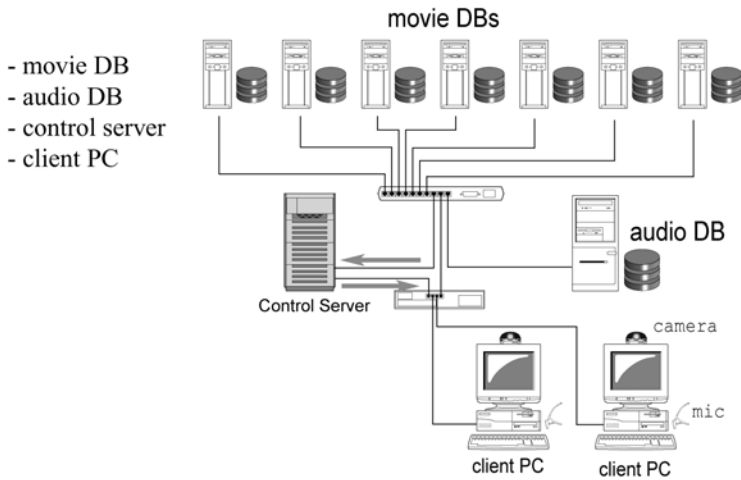 movie DBs
- movie DB
- audio DB
- control server
- client PC
audio DB
Control Server
camera
mic
client PC
client PC